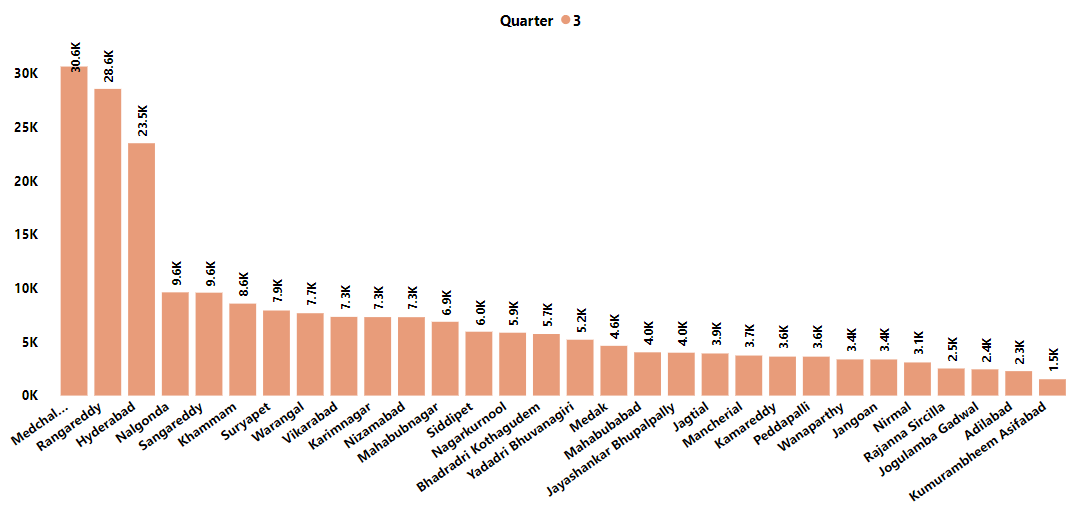 Quarter 3
30K
25K
20K
15K
10K
5K
0K
30.6K
28.6K
23.5K
9.6K
9.6K
8.6K
7.9K
7.7K
7.3K
7.3K
7.3K
6.9K
6.0K
5.9K
5.7K
5.2K
4.6K
4.0K
4.0K
3.9K
3.7K
3.6K
3.6K
3.4K
3.4K
3.1K
2.5K
2.4K
2.3K
1.5K
Medchal...
Rangareddy
Hyderabad
Nalgonda
Sangareddy
Khammam
Suryapet
Warangal
Vikarabad
Karimnagar
Nizamabad
Mahabubnagar
Siddipet
Nagarkurnool
Bhadradri Kothagudem
Yadadri Bhuvanagiri
Medak
Mahabubabad
Jayashankar Bhupalpally
Jagtial
Mancherial
Kamareddy
Peddapalli
Wanaparthy
Jangoan
Nirmal
Rajanna Sircilla
Jogulamba Gadwal
Adilabad
Kumurambheem Asifabad